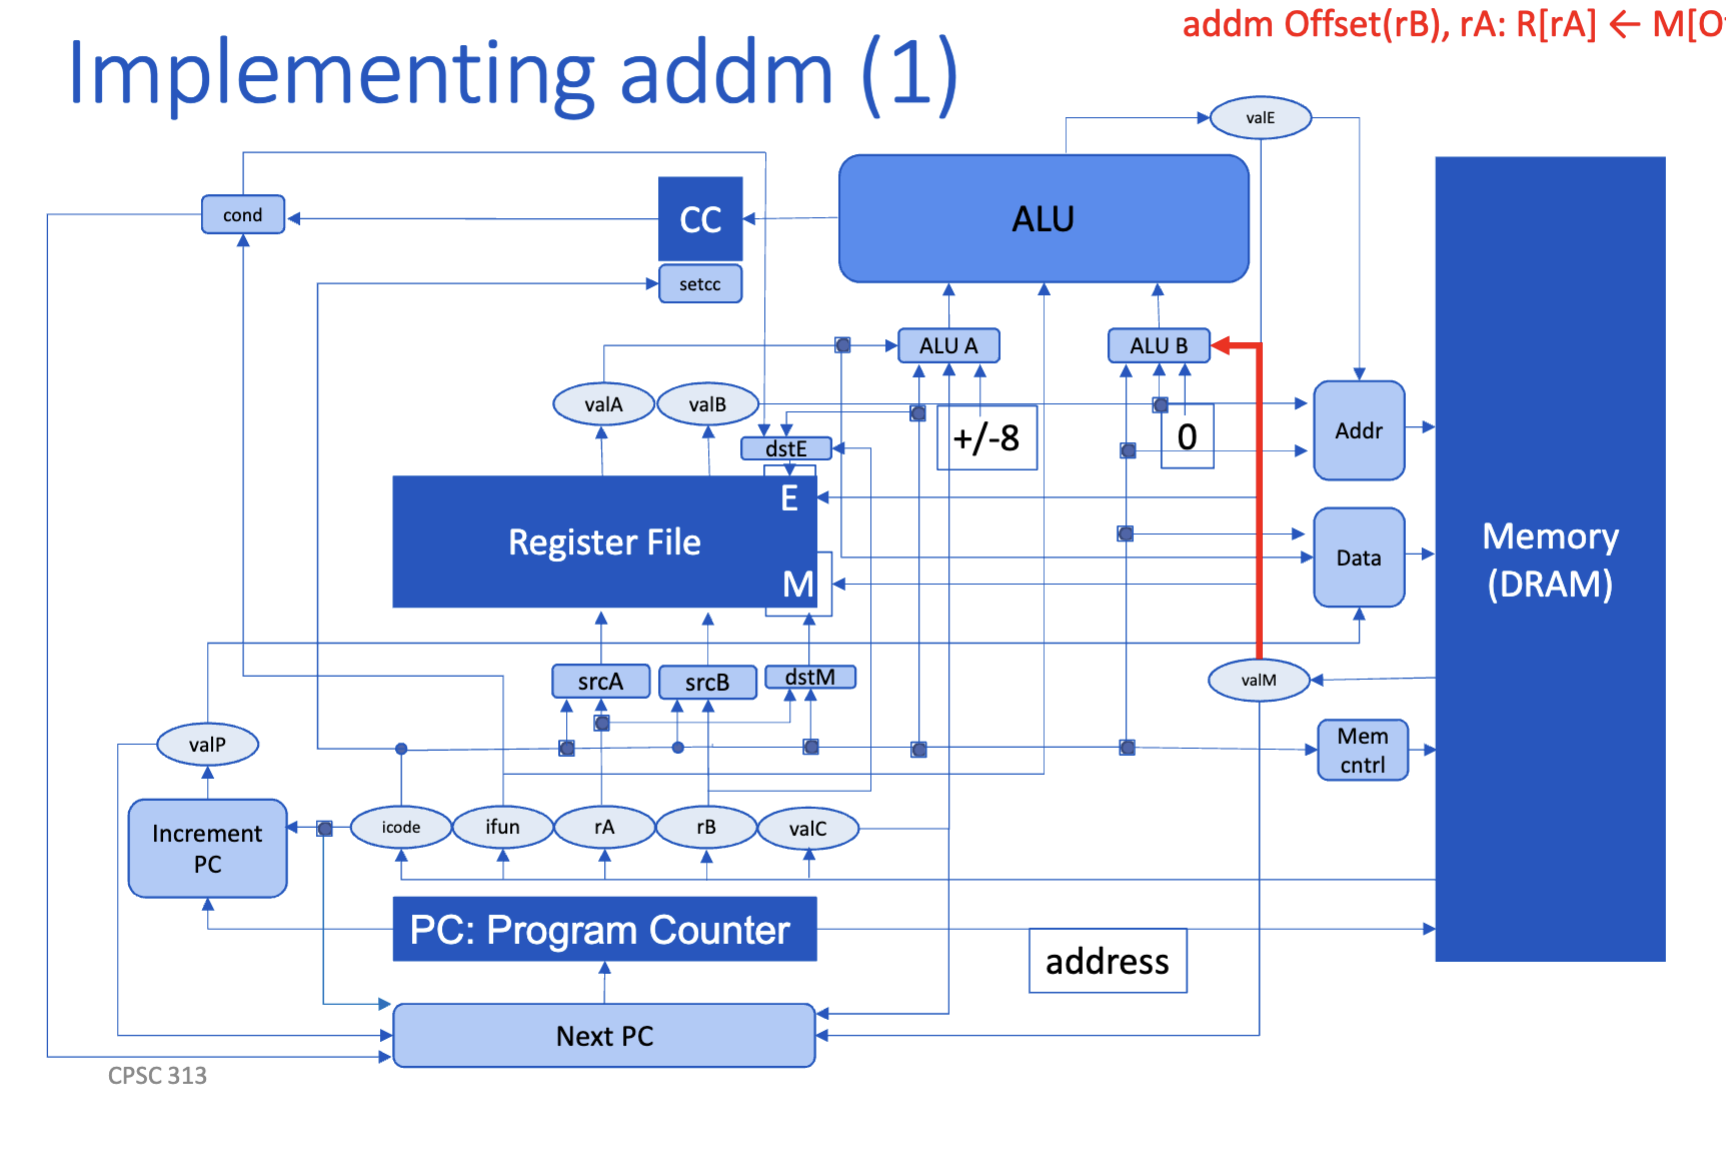 addm Offset(rB), rA: R[rA] ← M[O
Implementing addm (1)
valE
cond
CC
ALU
setcc
ALU A
ALU B
valA
valB
dstE
+/-8
0
Addr
E
Register File
M
Data
Memory
(DRAM)
srcA
srcB
dstM
valM
valP
Mem
cntrl
Increment
PC
icode
ifun
rA
rB
valC
PC: Program Counter
address
Next PC
CPSC 313